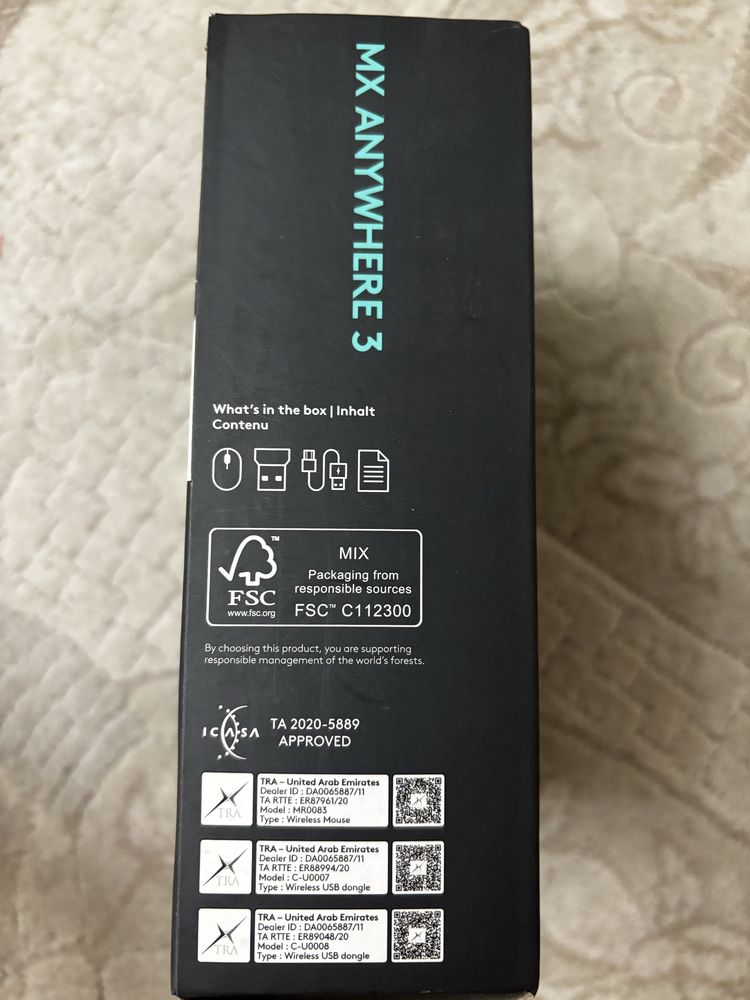 MX ANYWHERE 3
What's in the box | Inhalt
Contenu
FSC
www.fsc.org
™
MIX
Packaging from
responsible sources
FSC™ C112300
By choosing this product, you are supporting
responsible management of the world's forests.
ICASA
TA 2020-5889
APPROVED
TRA
TRA – United Arab Emirates
Dealer ID : DA0065887/11
TA RTTE : ER87961/20
Model : MR0083
Type : Wireless Mouse
TRA
TRA – United Arab Emirates
Dealer ID : DA0065887/11
TA RTTE : ER88994/20
Model : C-U0007
Type : Wireless USB dongle
TRA
TRA – United Arab Emirates
Dealer ID : DA0065887/11
TA RTTE : ER89048/20
Model : C-U0008
Type : Wireless USB dongle